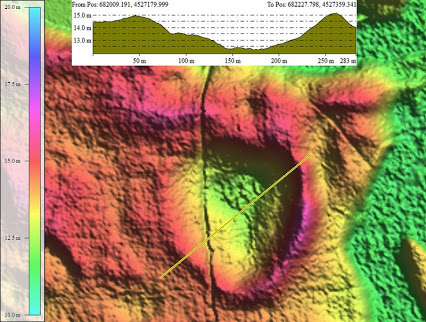 20.0 m
From Pos: 682009.191, 4527179.999 To Pos: 682227.798, 4527359.341
15.0 m
14.0 m
13.0 m
50 m 100 m 150 m 200 m 250 m 283 m
17.5 m
15.0 m
12.5 m
10.0 m